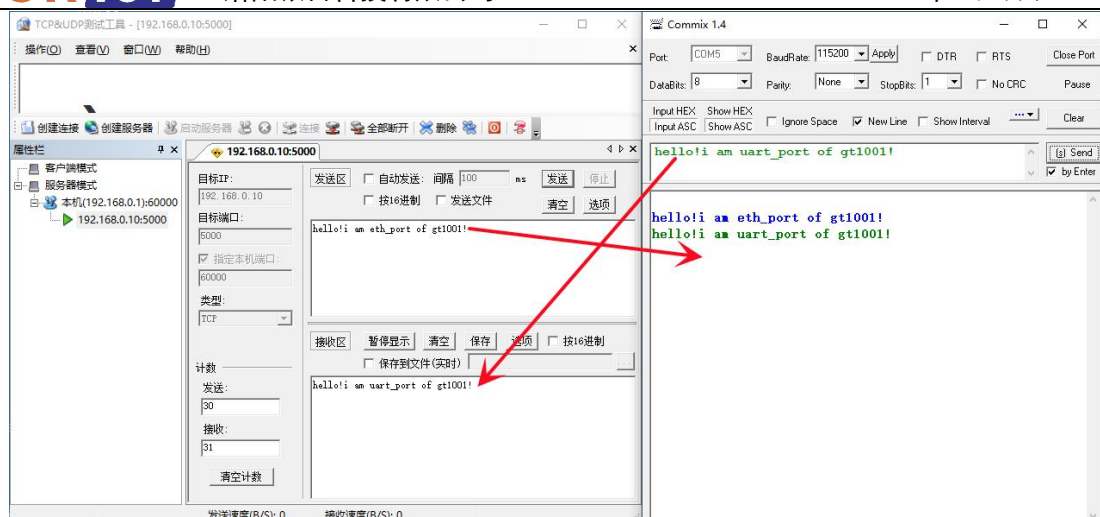 TCP&UDP测试工具 - [192.168.0.10:5000]
操作(O) 查看(V) 窗口(W) 帮助(H)
创建连接 创建服务器 启动服务器 连接 全部断开 删除
属性栏
客户端模式
服务器模式
本机(192.168.0.1):60000
192.168.0.10:5000
192.168.0.10:5000
目标IP:
192.168.0.10
目标端口:
5000
指定本机端口:
60000
类型:
TCP
计数
发送:
30
接收:
31
清空计数
发送区 自动发送: 间隔 100 ms 发送 停止
按16进制 发送文件 清空 选项
hello!i am eth_port of gt1001!
接收区 暂停显示 清空 保存 选项 按16进制
保存到文件(实时) ...
hello!i am uart_port of gt1001!
发送速度(B/S): 0 接收速度(B/S): 0
Commix 1.4
Port: COM5 BaudRate: 115200 Apply DTR RTS Close Port
DataBits: 8 Parity: None StopBits: 1 No CRC Pause
Input HEX Show HEX
Input ASC Show ASC Ignore Space New Line Show Interval ... Clear
hello!i am uart_port of gt1001!
(s) Send
by Enter
hello!i am eth_port of gt1001!
hello!i am uart_port of gt1001!